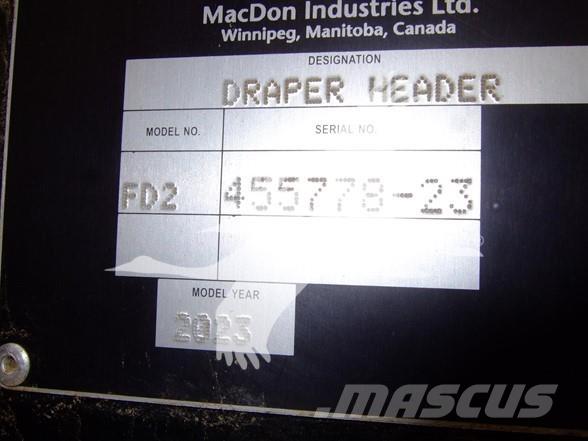 MacDon Industries Ltd.
Winnipeg, Manitoba, Canada
DESIGNATION
DRAPER HEADER
MODEL NO. SERIAL NO.
FD2 455778-23
MODEL YEAR
2023
MASCUS